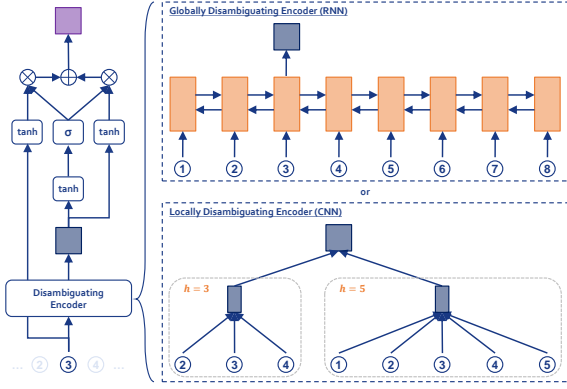 tanh
σ
tanh
tanh
Disambiguating
Encoder
... 2 3 4 ...
Globally Disambiguating Encoder (RNN)
1 2 3 4 5 6 7 8
or
Locally Disambiguating Encoder (CNN)
h = 3
h = 5
2 3 4
1 2 3 4 5